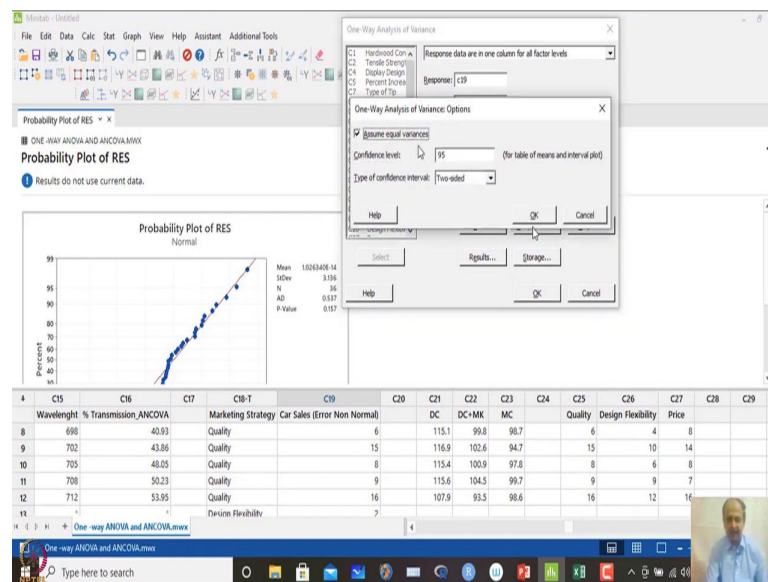 Minitab - Untitled
File Edit Data Calc Stat Graph View Help Assistant Additional Tools
Probability Plot of RES
ONE -WAY ANOVA AND ANCOVA.MWX
Probability Plot of RES
Results do not use current data.
Probability Plot of RES
Normal
99
95
90
80
70
60
50
40
30
Percent
Mean 1.026340E-14
StDev 3.136
N 36
AD 0.537
P-Value 0.157
One-Way Analysis of Variance
C1 Hardwood Con
C2 Tensile Strengt
C4 Display Design
C5 Percent Increa
C7 Type of Tip
Response data are in one column for all factor levels
Response: c19
One-Way Analysis of Variance: Options
Assume equal variances
Confidence level: 95 (for table of means and interval plot)
Type of confidence interval: Two-sided
Help OK Cancel
Select Results... Storage...
Help OK Cancel
C15 C16 C17 C18-T C19 C20 C21 C22 C23 C24 C25 C26 C27 C28 C29
Wavelenght % Transmission_ANCOVA Marketing Strategy Car Sales (Error Non Normal) DC DC+MK MC Quality Design Flexibility Price
8 698 40.93 Quality 6 115.1 99.8 98.7 6 4 8
9 702 43.86 Quality 15 116.9 102.6 94.7 15 10 14
10 705 48.05 Quality 8 115.4 100.9 97.8 8 6 8
11 708 50.23 Quality 9 115.6 104.5 99.7 9 9 7
12 712 53.95 Quality 16 107.9 93.5 98.6 16 12 16
13 * * Design Flexibility 2
One -way ANOVA and ANCOVA.mwx
One -way ANOVA and ANCOVA.mwx
Type here to search
NPTEL